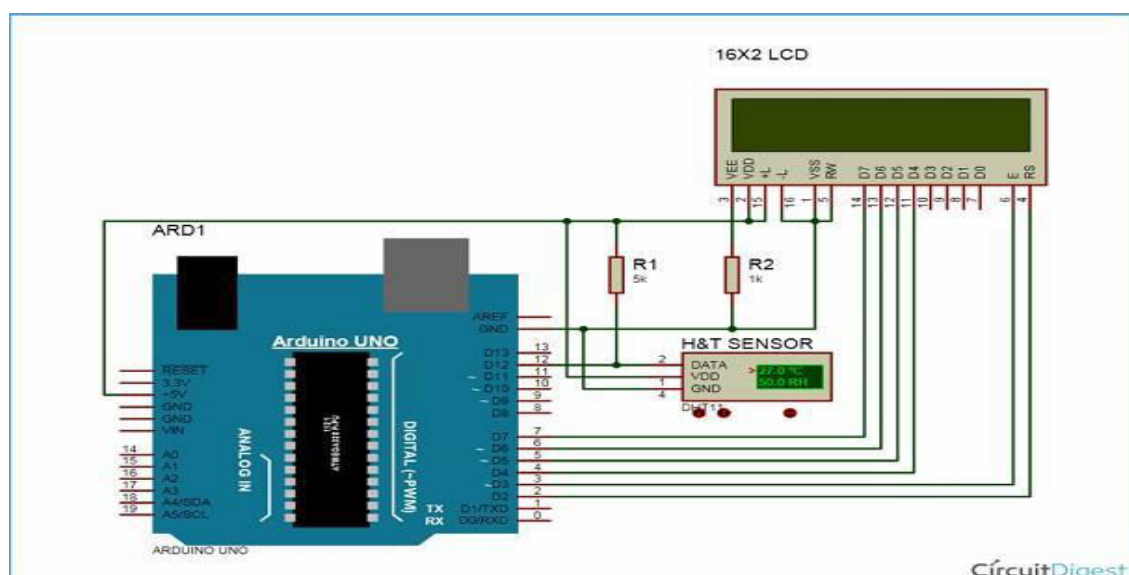 16X2 LCD
VEE VDD +L -L VSS RW D7 D6 D5 D4 D3 D2 D1 D0 E RS
3 2 15 16 1 5 14 13 12 11 10 9 8 7 6 4
ARD1
R1
5k
R2
1k
Arduino UNO
AREF
GND
RESET
3.3V
+5V
GND
GND
VIN
D13 13
D12 12
~ D11 11
~ D10 10
~ D9 9
D8 8
H&T SENSOR
2 DATA
VDD
1 GND
4
>27.0 °C
50.0 RH
DHT11
14 A0
15 A1
16 A2
17 A3
18 A4/SDA
19 A5/SCL
ANALOG IN
DIGITAL (~PWM)
D7 7
~ D6 6
~ D5 5
D4 4
~ D3 3
D2 2
TX D1/TXD 1
RX D0/RXD 0
ARDUINO UNO
CírcuitDigest